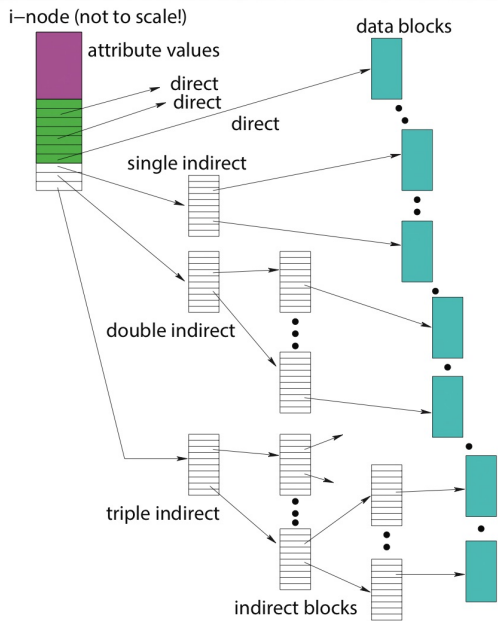 i−node (not to scale!)
data blocks
attribute values
direct
direct
direct
single indirect
double indirect
triple indirect
indirect blocks